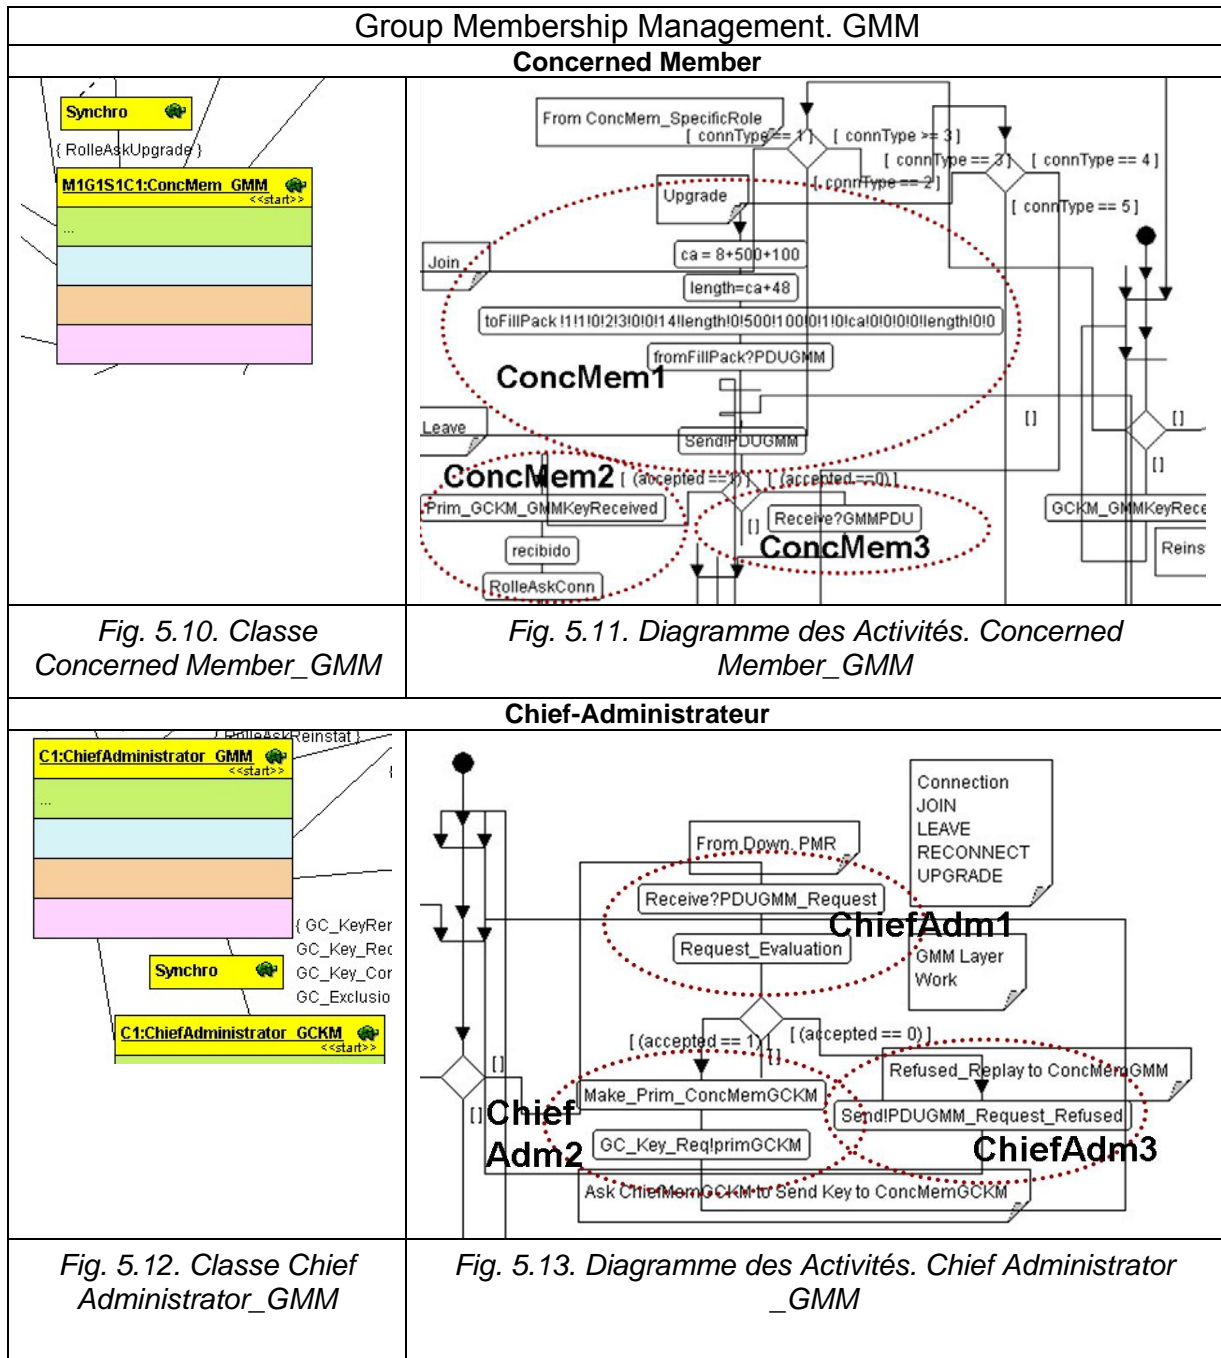 Group Membership Management. GMM
Concerned Member
Synchro
{ RolleAskUpgrade }
M1G1S1C1:ConcMem_GMM
<<start>>
...
From ConcMem_SpecificRole
[ connType == 1 ]
[ connType >= 3 ]
[ connType == 2 ]
[ connType == 3 ]
[ connType == 4 ]
[ connType == 5 ]
Upgrade
Join
ca = 8+500+100
length=ca+48
toFillPack !1!1!0!2!3!0!0!14!length!0!500!100!0!1!0!ca!0!0!0!0!length!0!0
fromFillPack?PDUGMM
ConcMem1
Leave
Send!PDUGMM
[ ]
[ ]
[ ]
ConcMem2
[ (accepted ==1) ]
[ (accepted ==0) ]
Prim_GCKM_GMMKeyReceived
[ ]
Receive?GMMPDU
GCKM_GMMKeyRece
recibido
ConcMem3
Reins
RolleAskConn
Fig. 5.10. Classe
Concerned Member_GMM
Fig. 5.11. Diagramme des Activités. Concerned
Member_GMM
Chief-Administrateur
{ RolleAskReinstat }
C1:ChiefAdministrator_GMM
<<start>>
...
{ GC_KeyRer
GC_Key_Rec
GC_Key_Cor
GC_Exclusio
Synchro
C1:ChiefAdministrator_GCKM
<<start>>
Connection
JOIN
LEAVE
RECONNECT
UPGRADE
From Down. PMR
Receive?PDUGMM_Request
ChiefAdm1
Request_Evaluation
GMM Layer
Work
[ (accepted == 1) ]
[ (accepted == 0) ]
[ ]
[ ]
[ ]
Refused_Replay to ConcMemGMM
Make_Prim_ConcMemGCKM
Send!PDUGMM_Request_Refused
Chief
Adm2
GC_Key_Req!primGCKM
ChiefAdm3
Ask ChiefMemGCKM to Send Key to ConcMemGCKM
Fig. 5.12. Classe Chief
Administrator_GMM
Fig. 5.13. Diagramme des Activités. Chief Administrator
_GMM